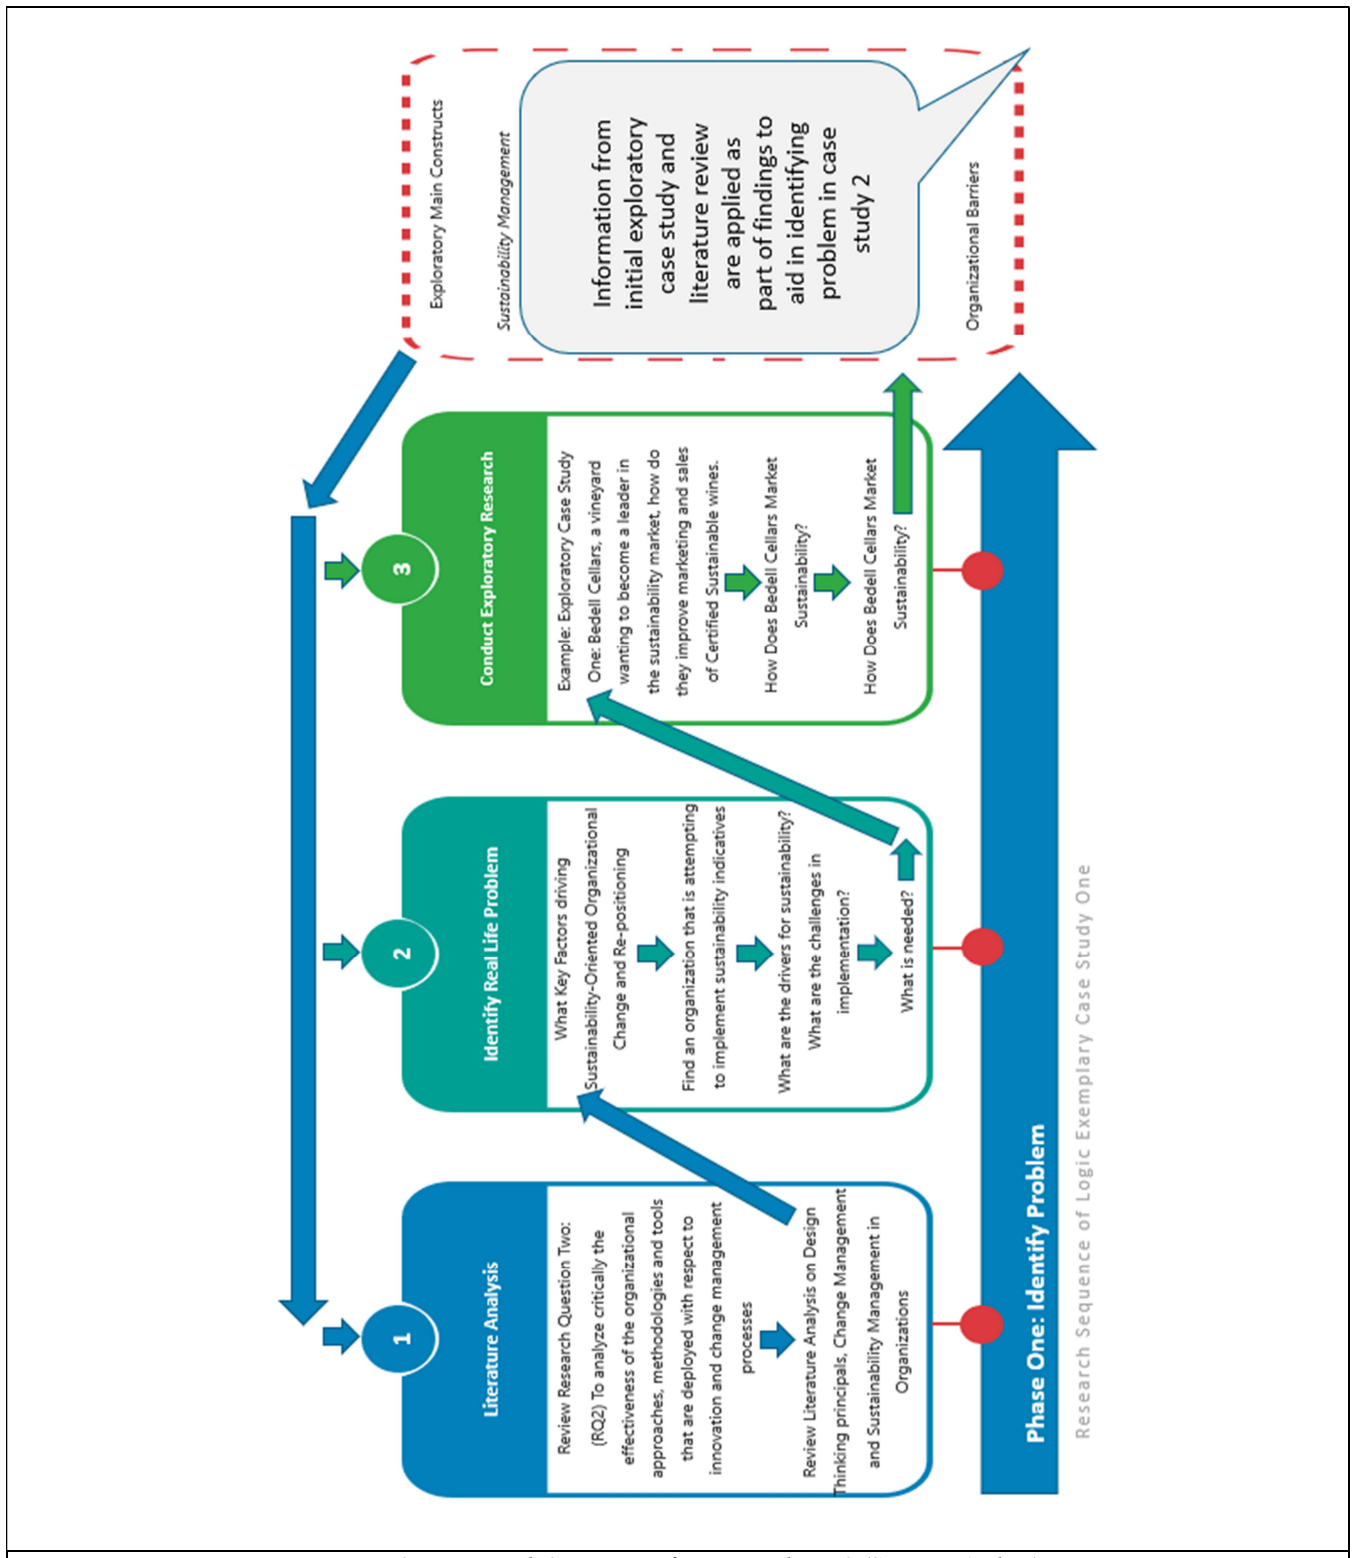 1
Literature Analysis
Review Research Question Two:
(RQ2) To analyze critically the
effectiveness of the organizational
approaches, methodologies and tools
that are deployed with respect to
innovation and change management
processes
Review Literature Analysis on Design
Thinking principals, Change Management
and Sustainability Management in
Organizations
2
Identify Real Life Problem
What Key Factors driving
Sustainability-Oriented Organizational
Change and Re-positioning
Find an organization that is attempting
to implement sustainability indicatives
What are the drivers for sustainability?
What are the challenges in
implementation?
What is needed?
3
Conduct Exploratory Research
Example: Exploratory Case Study
One: Bedell Cellars, a vineyard
wanting to become a leader in
the sustainability market, how do
they improve marketing and sales
of Certified Sustainable wines.
How Does Bedell Cellars Market
Sustainability?
How Does Bedell Cellars Market
Sustainability?
Exploratory Main Constructs
Sustainability Management
Information from
initial exploratory
case study and
literature review
are applied as
part of findings to
aid in identifying
problem in case
study 2
Organizational Barriers
Phase One: Identify Problem
Research Sequence of Logic Exemplary Case Study One